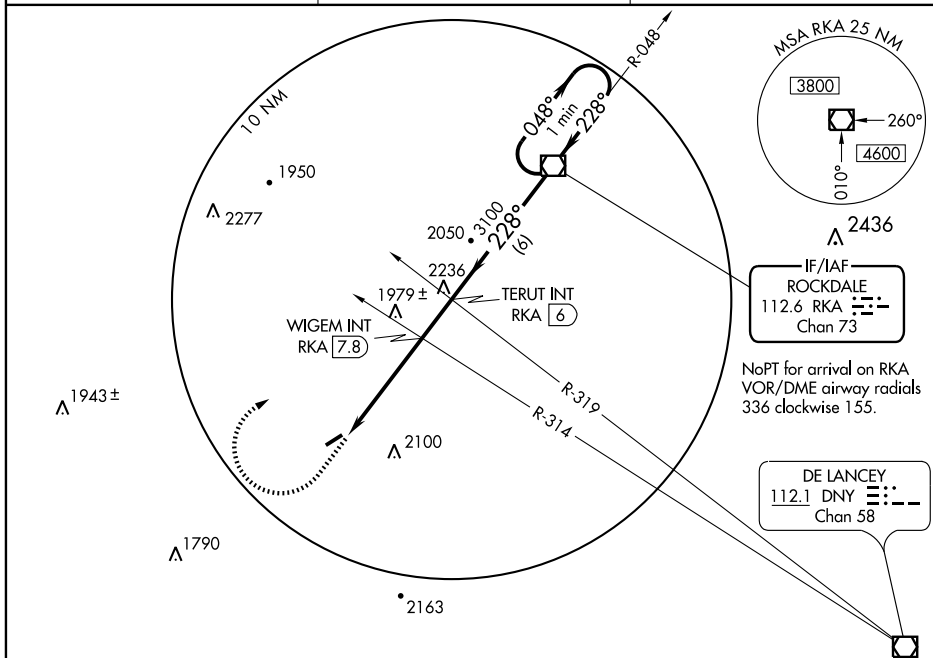 10 NM
R-048
048°
1 min
228°
MSA RKA 25 NM
3800
260°
4600
010°
1950
2277
2050
3100
228°
(6)
2436
2236
1979 ±
TERUT INT
RKA 6
WIGEM INT
RKA 7.8
IF/IAF
ROCKDALE
112.6 RKA
Chan 73
NoPT for arrival on RKA
VOR/DME airway radials
336 clockwise 155.
R-319
R-314
1943 ±
2100
DE LANCEY
112.1 DNY
Chan 58
1790
2163